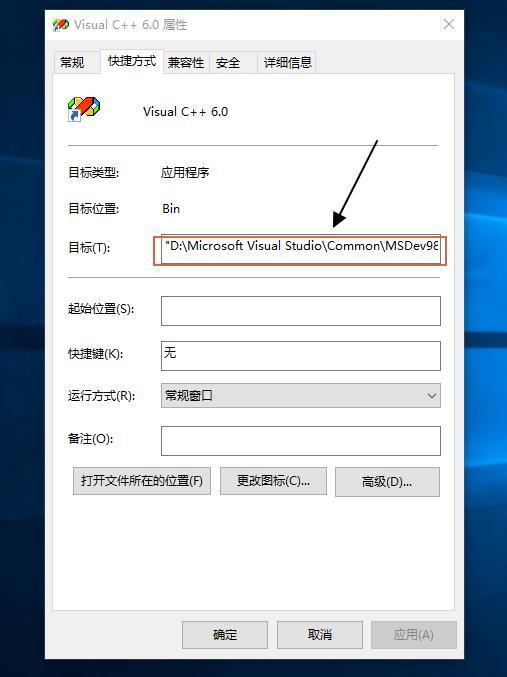 Visual C++ 6.0 属性
常规 快捷方式 兼容性 安全 详细信息
Visual C++ 6.0
目标类型: 应用程序
目标位置: Bin
目标(T): "D:\Microsoft Visual Studio\Common\MSDev98
起始位置(S):
快捷键(K): 无
运行方式(R): 常规窗口
备注(O):
打开文件所在的位置(F) 更改图标(C)... 高级(D)...
确定 取消 应用(A)